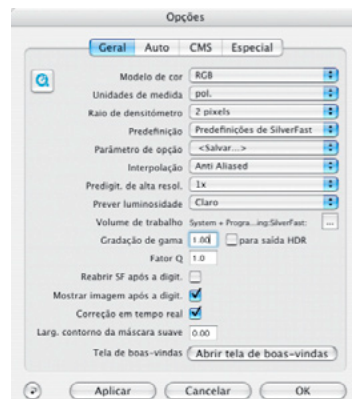 Opções
Geral Auto CMS Especial
Modelo de cor RGB
Unidades de medida pol.
Raio de densitómetro 2 pixels
Predefinição Predefinições de SilverFast
Parâmetro de opção <Salvar...>
Interpolação Anti Aliased
Predigit. de alta resol. 1x
Prever luminosidade Claro
Volume de trabalho System + Progra...ing:SilverFast: ...
Gradação de gama 1.00 para saída HDR
Fator Q 1.0
Reabrir SF após a digit.
Mostrar imagem após a digit.
Correção em tempo real
Larg. contorno da máscara suave 0.00
Tela de boas-vindas Abrir tela de boas-vindas
Aplicar Cancelar OK